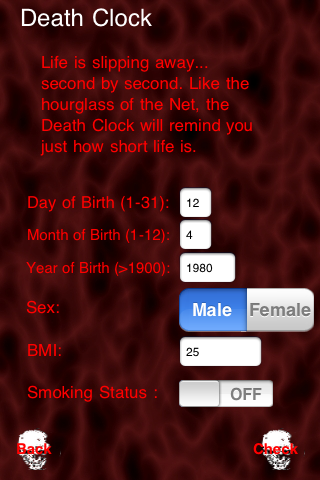 Death Clock
Life is slipping away...
second by second. Like the
hourglass of the Net, the
Death Clock will remind you
just how short life is.
Day of Birth (1-31): 12
Month of Birth (1-12): 4
Year of Birth (>1900): 1980
Sex: Male Female
BMI: 25
Smoking Status : OFF
Back Check